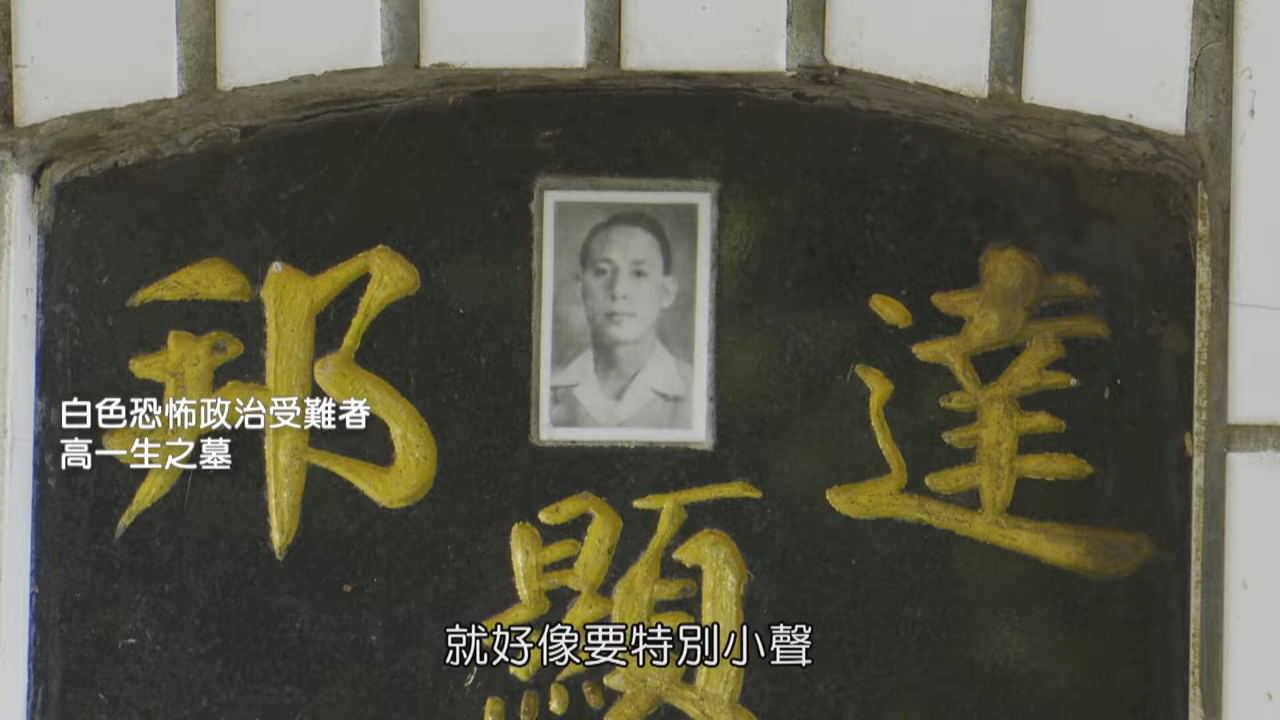 達邦
顯
白色恐怖政治受難者
高一生之墓
就好像要特別小聲